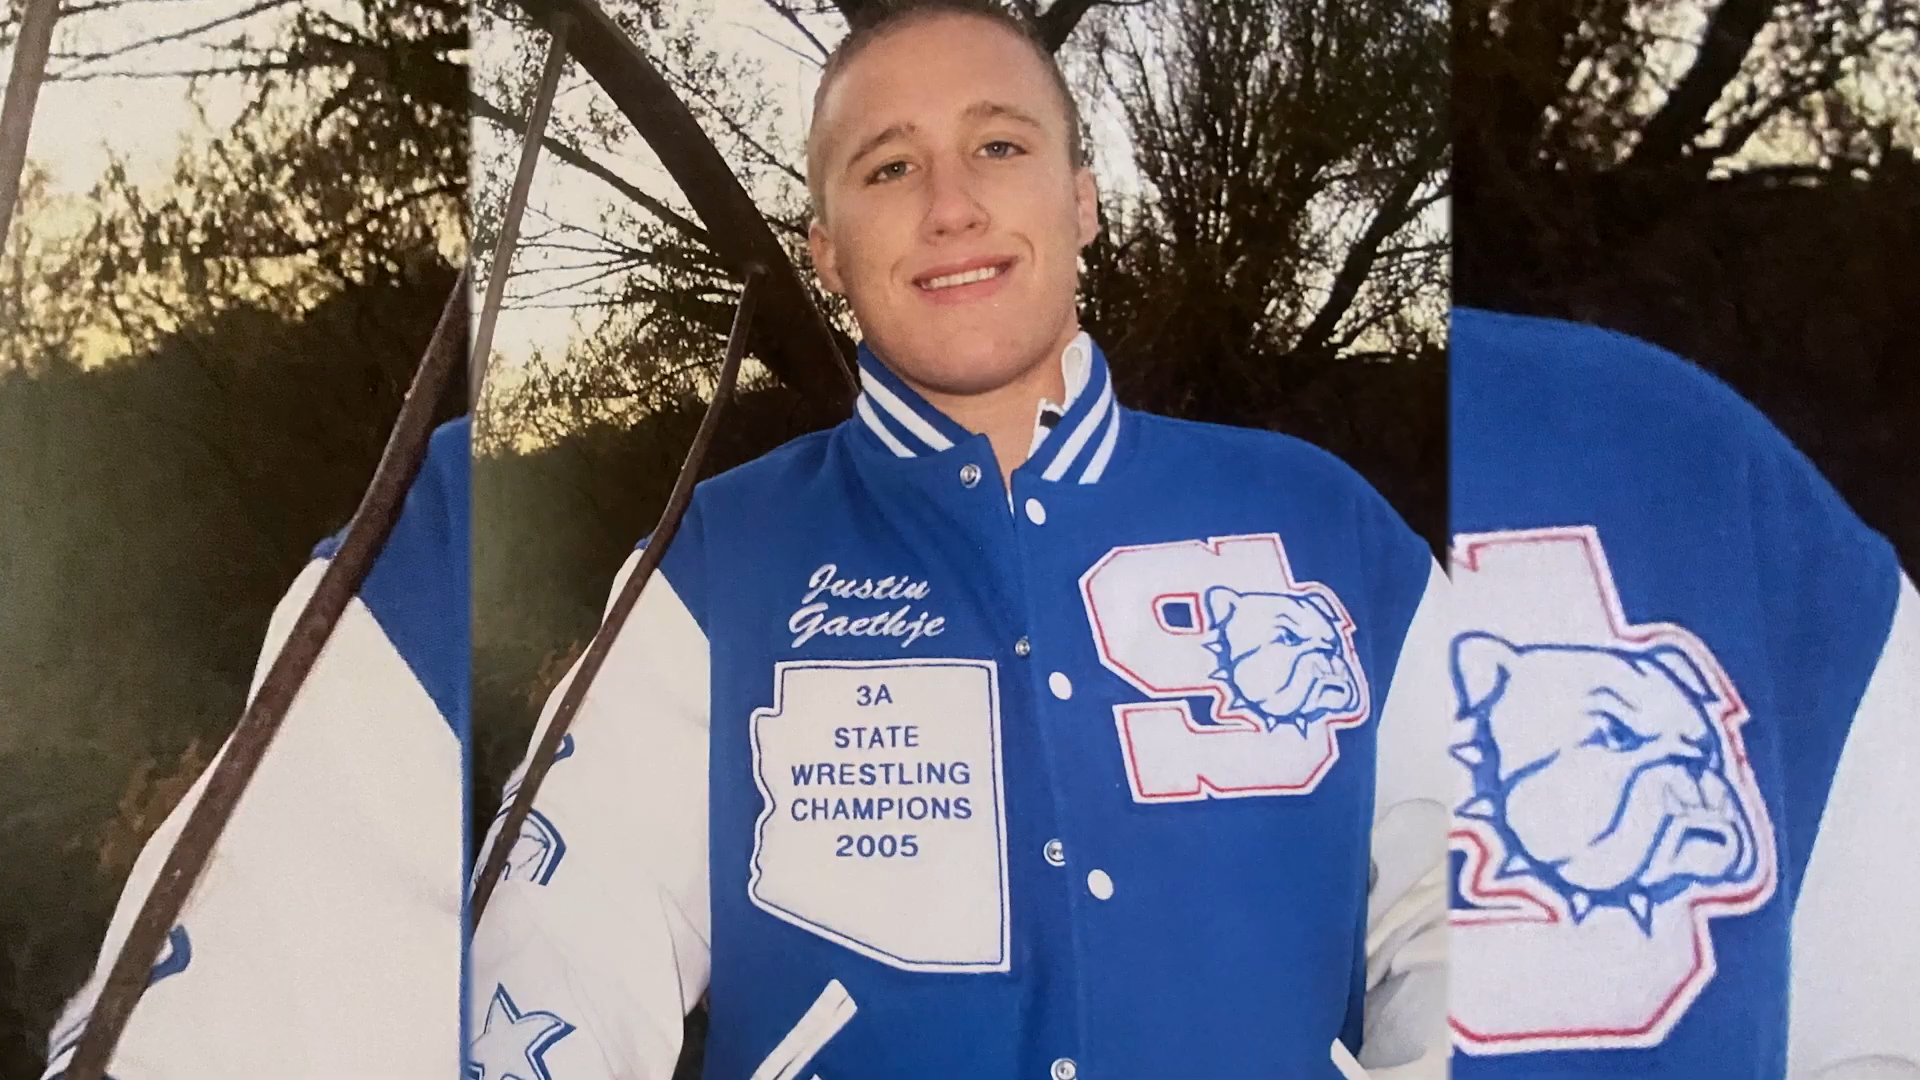 Justin
Gaethje
3A
STATE
WRESTLING
CHAMPIONS
2005
S